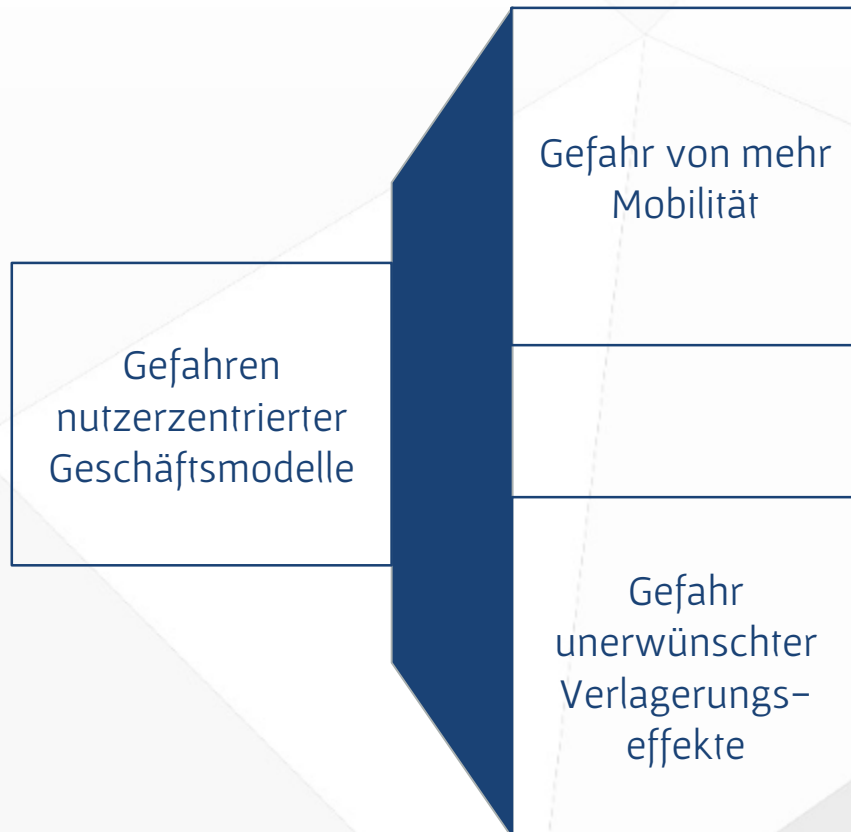 Gefahren
nutzerzentrierter
Geschäftsmodelle
Gefahr von mehr
Mobilität
Gefahr
unerwünschter
Verlagerungs-
effekte